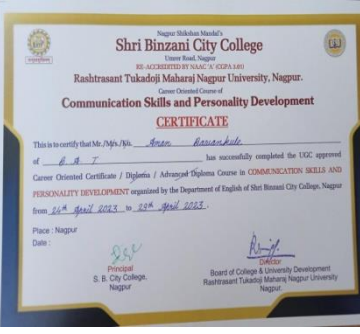 Nagpur Shikshan Mandal's
Shri Binzani City College
Umrer Road, Nagpur
RE-ACCREDITED BY NAAC 'A' (CGPA 3.01)
Rashtrasant Tukadoji Maharaj Nagpur University, Nagpur.
Career Oriented Course of
Communication Skills and Personality Development
CERTIFICATE
This is to certify that Mr./Ms./Ku. Aman
of has successfully completed the UGC approved
Career Oriented Certificate / Diploma / Advanced Diploma Course in COMMUNICATION SKILLS AND
PERSONALITY DEVELOPMENT organized by the Department of English of Shri Binzani City College, Nagpur
from 24th April 2023 to 29th April 2023.
Place : Nagpur
Date :
Principal
S. B. City College,
Nagpur
Director
Board of College & University Development
Rashtrasant Tukadoji Maharaj Nagpur University
Nagpur